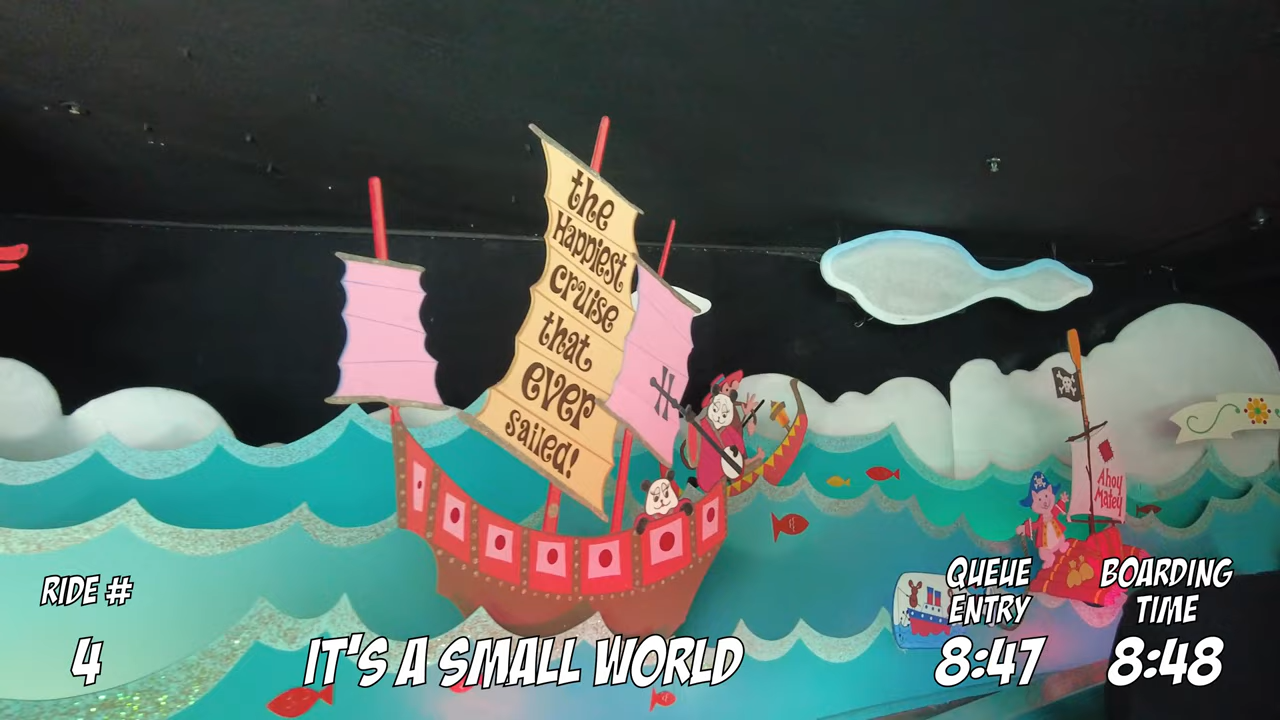 the
Happiest
cruise
that
ever
sailed!
Ahoy
Matey
RIDE #
4
IT'S A SMALL WORLD
QUEUE
ENTRY
8:47
BOARDING
TIME
8:48